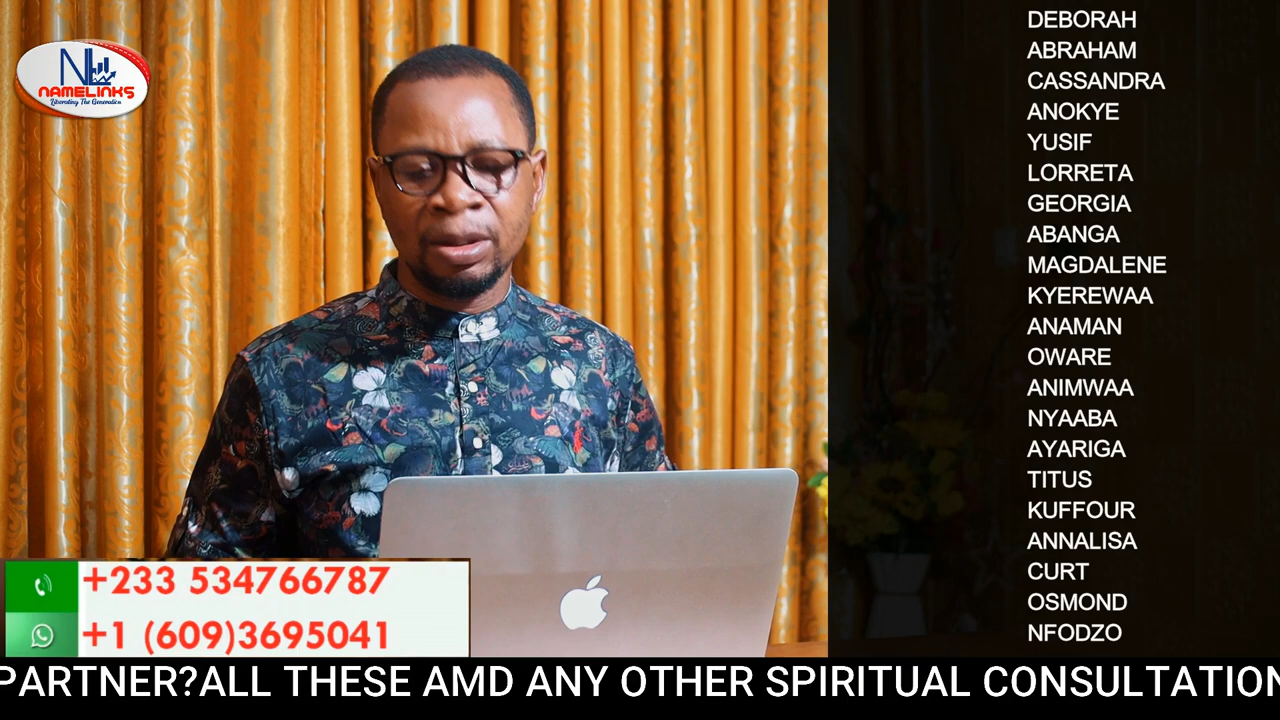 NL
NAMELINKS
Liberating The Generation
DEBORAH
ABRAHAM
CASSANDRA
ANOKYE
YUSIF
LORRETA
GEORGIA
ABANGA
MAGDALENE
KYEREWAA
ANAMAN
OWARE
ANIMWAA
NYAABA
AYARIGA
TITUS
KUFFOUR
ANNALISA
CURT
OSMOND
NFODZO
+233 534766787
+1 (609)3695041
PARTNER?ALL THESE AMD ANY OTHER SPIRITUAL CONSULTATION